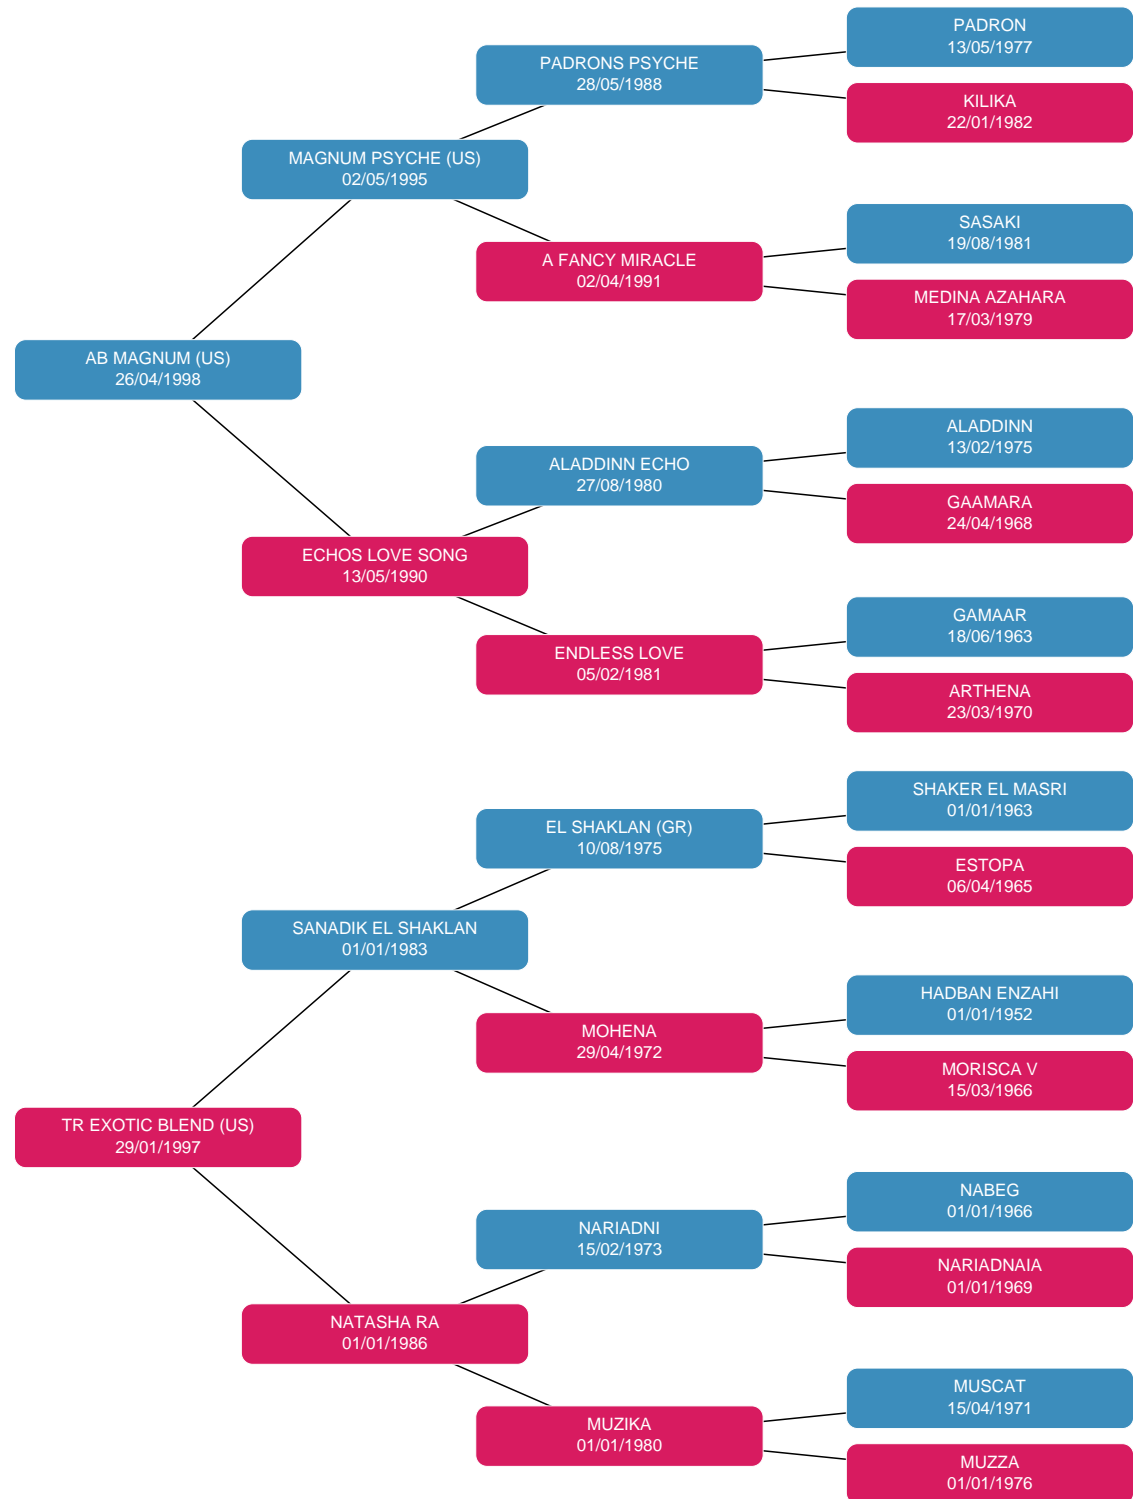 PADRON
13/05/1977
PADRONS PSYCHE
28/05/1988
KILIKA
22/01/1982
MAGNUM PSYCHE (US)
02/05/1995
SASAKI
19/08/1981
A FANCY MIRACLE
02/04/1991
MEDINA AZAHARA
17/03/1979
AB MAGNUM (US)
26/04/1998
ALADDINN
13/02/1975
ALADDINN ECHO
27/08/1980
GAAMARA
24/04/1968
ECHOS LOVE SONG
13/05/1990
GAMAAR
18/06/1963
ENDLESS LOVE
05/02/1981
ARTHENA
23/03/1970
SHAKER EL MASRI
01/01/1963
EL SHAKLAN (GR)
10/08/1975
ESTOPA
06/04/1965
SANADIK EL SHAKLAN
01/01/1983
HADBAN ENZAHI
01/01/1952
MOHENA
29/04/1972
MORISCA V
15/03/1966
TR EXOTIC BLEND (US)
29/01/1997
NABEG
01/01/1966
NARIADNI
15/02/1973
NARIADNAIA
01/01/1969
NATASHA RA
01/01/1986
MUSCAT
15/04/1971
MUZIKA
01/01/1980
MUZZA
01/01/1976